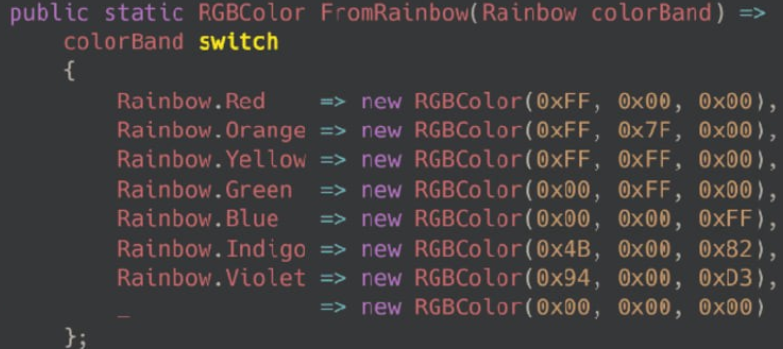 public static RGBColor FromRainbow(Rainbow colorBand) =>
    colorBand switch
    {
        Rainbow.Red    => new RGBColor(0xFF, 0x00, 0x00),
        Rainbow.Orange => new RGBColor(0xFF, 0x7F, 0x00),
        Rainbow.Yellow => new RGBColor(0xFF, 0xFF, 0x00),
        Rainbow.Green  => new RGBColor(0x00, 0xFF, 0x00),
        Rainbow.Blue   => new RGBColor(0x00, 0x00, 0xFF),
        Rainbow.Indigo => new RGBColor(0x4B, 0x00, 0x82),
        Rainbow.Violet => new RGBColor(0x94, 0x00, 0xD3),
        _              => new RGBColor(0x00, 0x00, 0x00)
    };